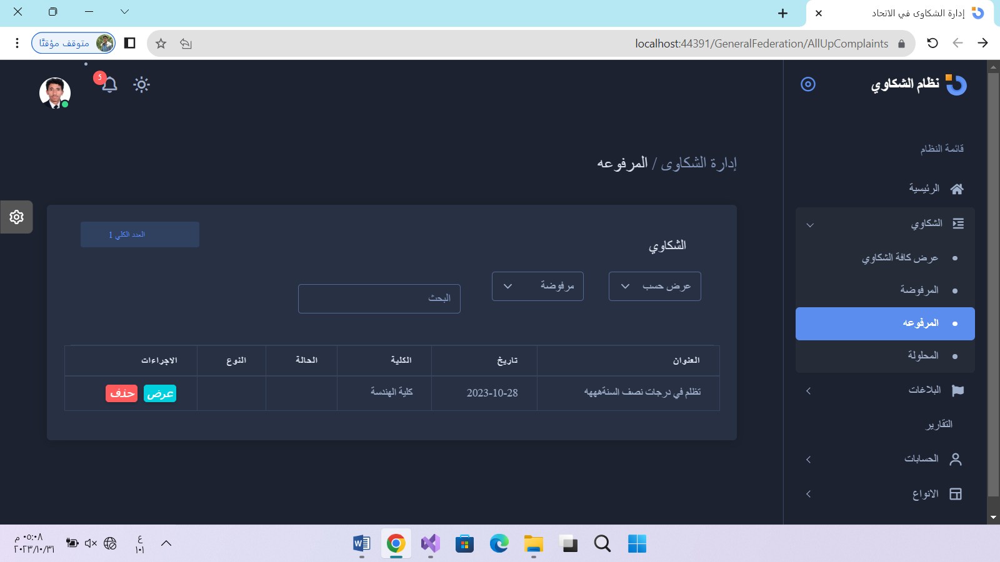 إدارة الشكاوى في الاتحاد
localhost:44391/GeneralFederation/AllUpComplaints
متوقف مؤقتًا
نظام الشكاوي
5
قائمة النظام
الرئيسية
الشكاوي
عرض كافة الشكاوي
المرفوضة
المرفوعه
المحلولة
البلاغات
التقارير
الحسابات
الانواع
إدارة الشكاوى / المرفوعه
العدد الكلي 1
الشكاوي
عرض حسب
مرفوضة
البحث
العنوان تاريخ الكلية الحالة النوع الاجراءات
تظلم في درجات نصف السنةهههه 2023-10-28 كلية الهندسة عرض حذف
ع
١٠١
٠٥:٠٨ م
٢٠٢٣/١٠/٣١